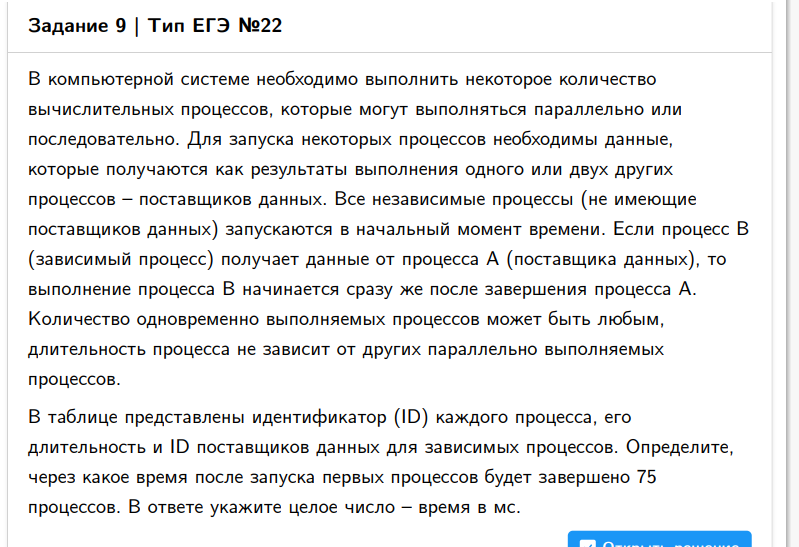 Задание 9 | Тип ЕГЭ №22
В компьютерной системе необходимо выполнить некоторое количество
вычислительных процессов, которые могут выполняться параллельно или
последовательно. Для запуска некоторых процессов необходимы данные,
которые получаются как результаты выполнения одного или двух других
процессов – поставщиков данных. Все независимые процессы (не имеющие
поставщиков данных) запускаются в начальный момент времени. Если процесс B
(зависимый процесс) получает данные от процесса A (поставщика данных), то
выполнение процесса B начинается сразу же после завершения процесса A.
Количество одновременно выполняемых процессов может быть любым,
длительность процесса не зависит от других параллельно выполняемых
процессов.
В таблице представлены идентификатор (ID) каждого процесса, его
длительность и ID поставщиков данных для зависимых процессов. Определите,
через какое время после запуска первых процессов будет завершено 75
процессов. В ответе укажите целое число – время в мс.